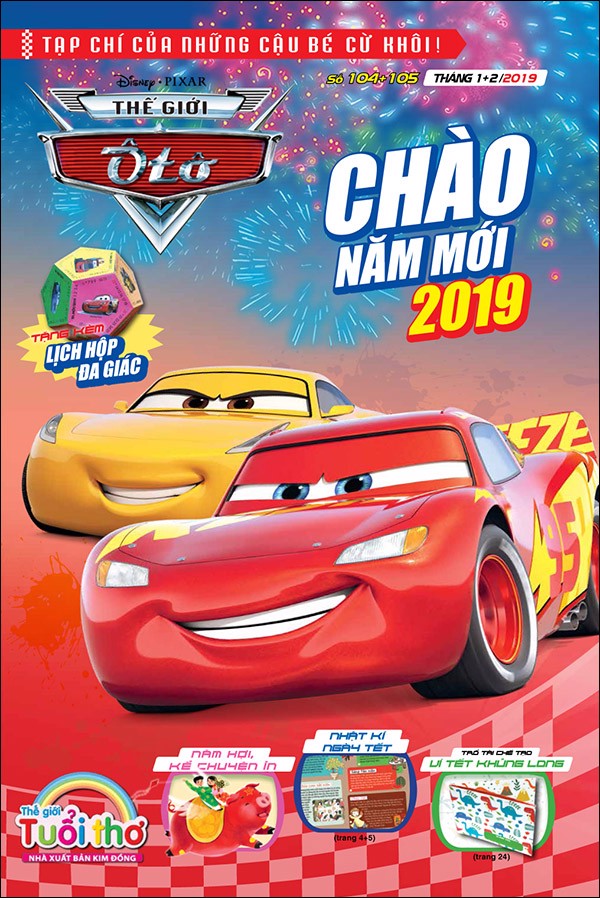 TẠP CHÍ CỦA NHỮNG CẬU BÉ CỪ KHÔI!
DISNEY · PIXAR
THẾ GIỚI
Ôtô
SỐ 104+105
THÁNG 1+2/2019
CHÀO
NĂM MỚI
2019
TẶNG KÈM
LỊCH HỘP
ĐA GIÁC
EEZE
95
NĂM HỢI,
KỂ CHUYỆN ỈN
NHẬT KÍ
NGÀY TẾT
(trang 4+5)
TRỔ TÀI CHẾ TẠO
VÍ TẾT KHỦNG LONG
(trang 24)
Thế giới
Tuổi thơ
NHÀ XUẤT BẢN KIM ĐỒNG